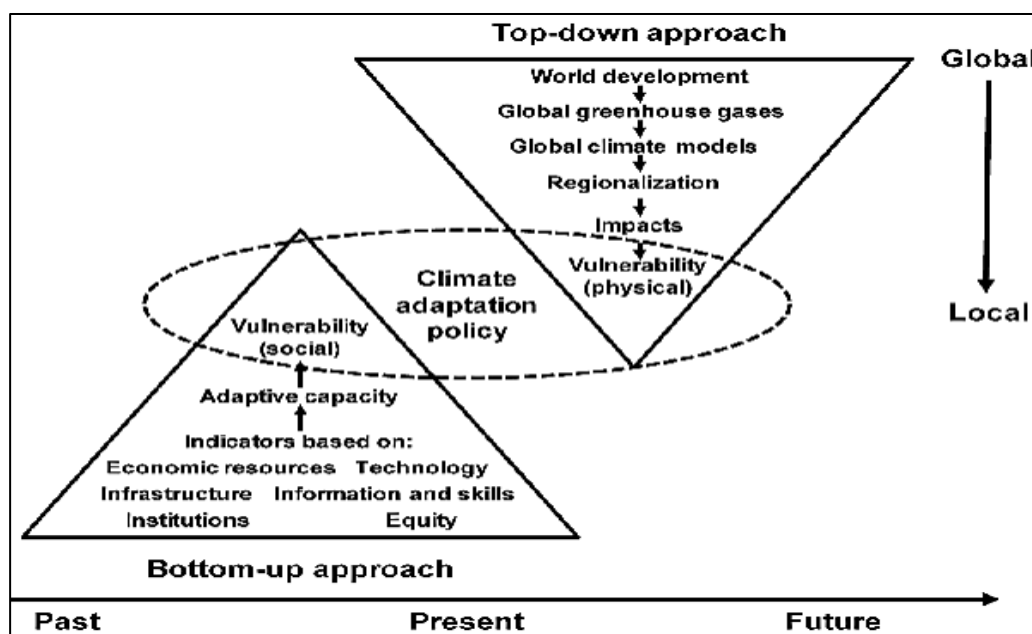 Top-down approach
Global
World development
Global greenhouse gases
Global climate models
Regionalization
Impacts
Vulnerability
(physical)
Local
Climate
adaptation
policy
Vulnerability
(social)
Adaptive capacity
Indicators based on:
Economic resources Technology
Infrastructure Information and skills
Institutions Equity
Bottom-up approach
Past Present Future